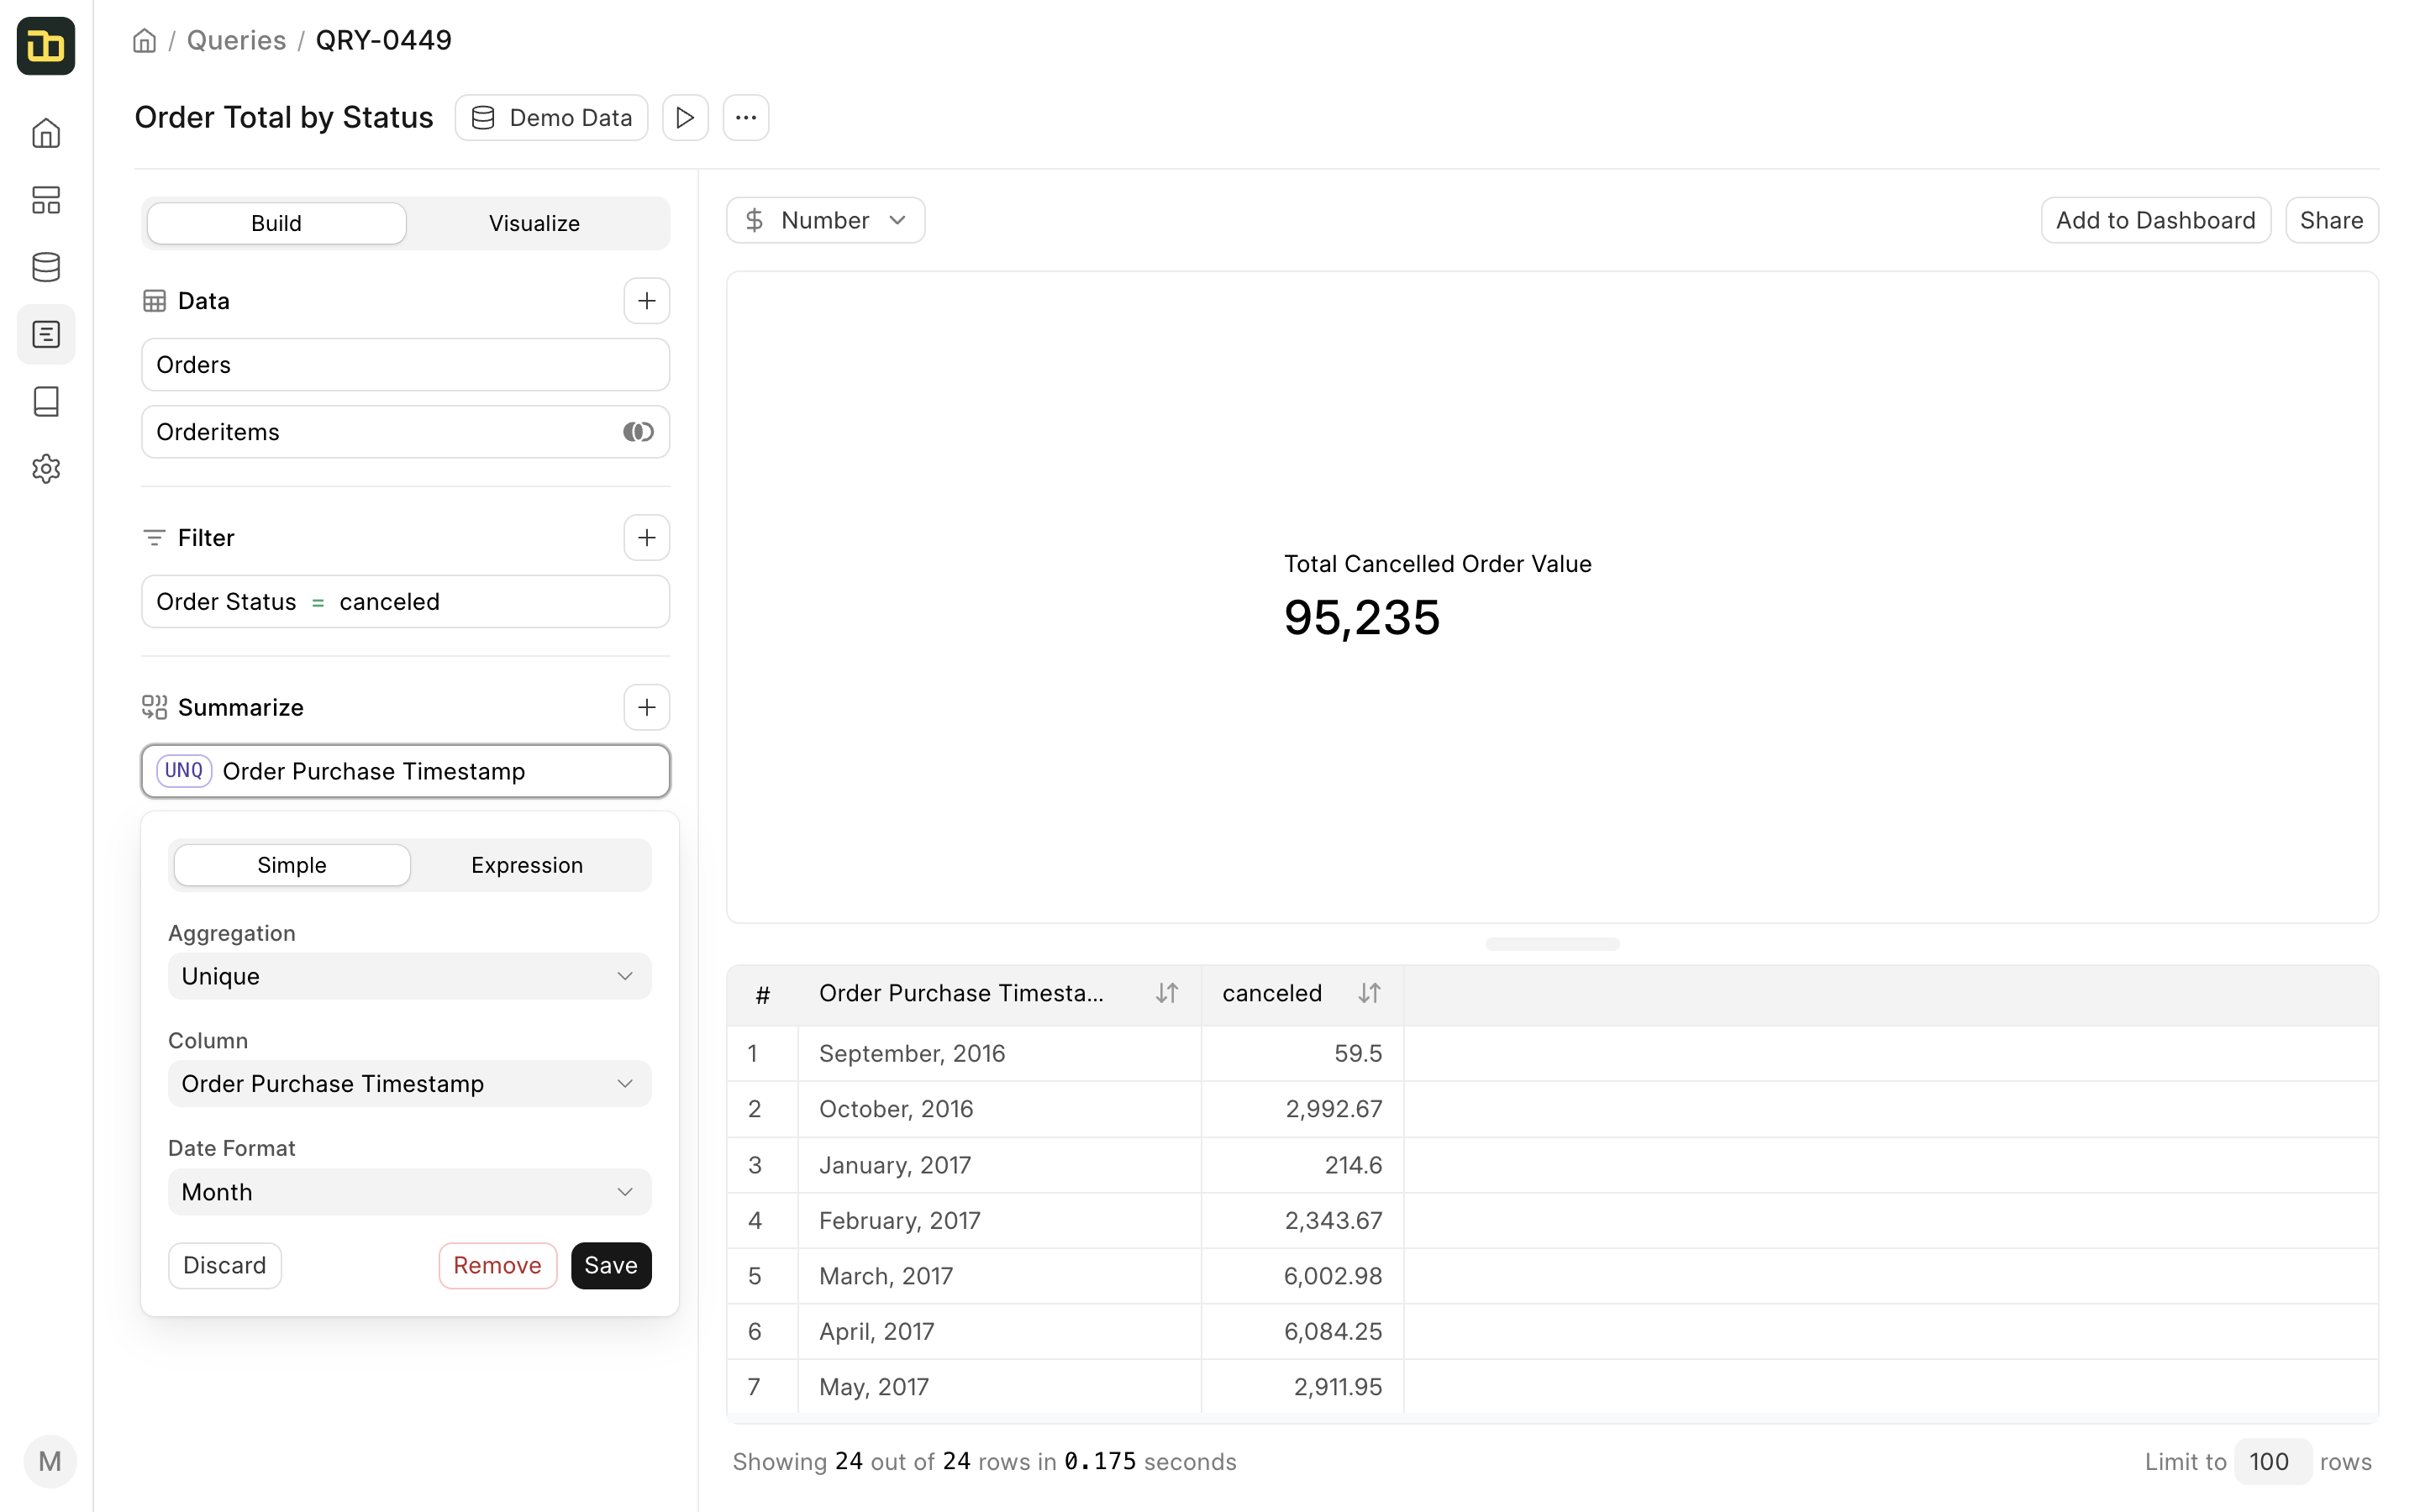 / Queries / QRY-0449
Order Total by Status
Demo Data
Build
Visualize
Data
Orders
Orderitems
Filter
Order Status = canceled
Summarize
UNQ Order Purchase Timestamp
Simple
Expression
Aggregation
Unique
Column
Order Purchase Timestamp
Date Format
Month
Discard
Remove
Save
M
Number
Add to Dashboard
Share
Total Cancelled Order Value
95,235
# Order Purchase Timesta... canceled
1 September, 2016 59.5
2 October, 2016 2,992.67
3 January, 2017 214.6
4 February, 2017 2,343.67
5 March, 2017 6,002.98
6 April, 2017 6,084.25
7 May, 2017 2,911.95
Showing 24 out of 24 rows in 0.175 seconds
Limit to 100 rows